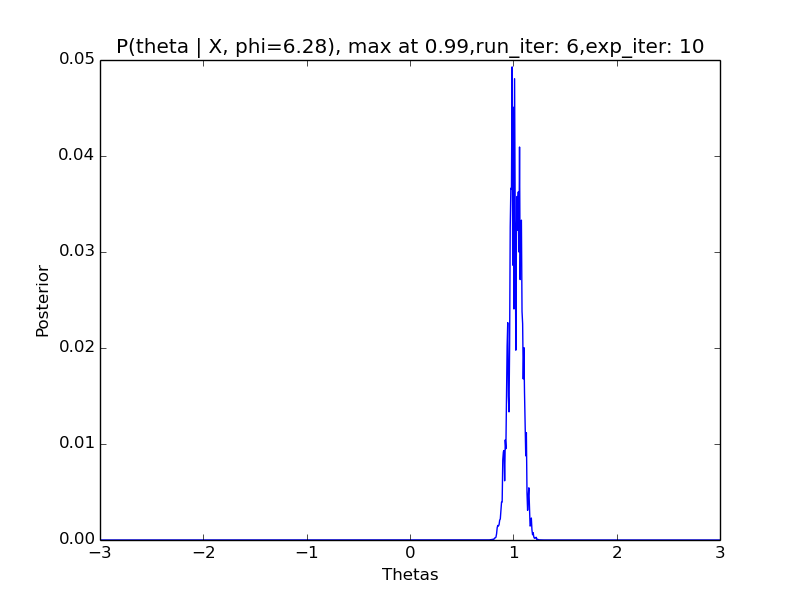 P(theta | X, phi=6.28), max at 0.99,run_iter: 6,exp_iter: 10
0.05
0.04
0.03
0.02
0.01
0.00
Posterior
−3 −2 −1 0 1 2 3
Thetas